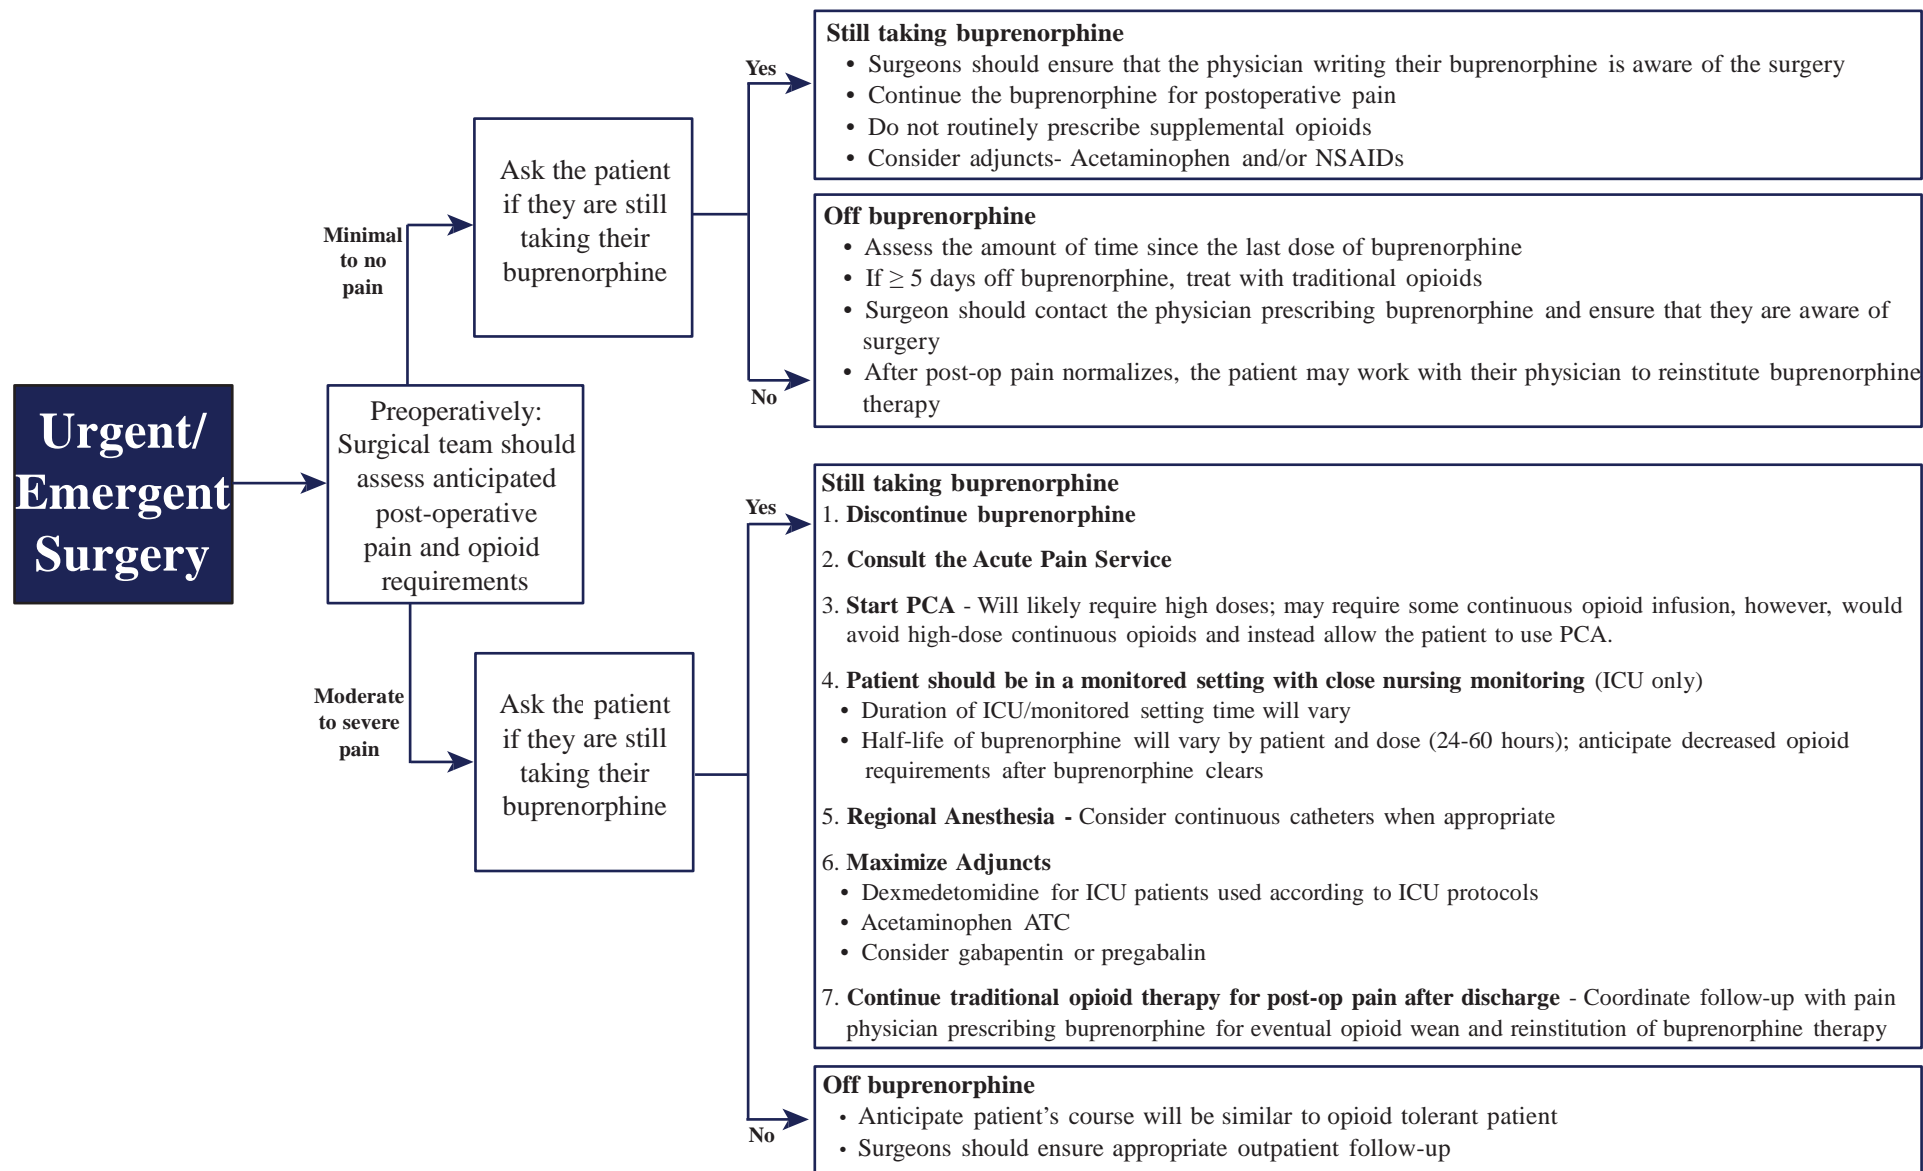 Urgent/
Emergent
Surgery
Preoperatively:
Surgical team should
assess anticipated
post-operative
pain and opioid
requirements
Minimal
to no
pain
Ask the patient
if they are still
taking their
buprenorphine
Yes
Still taking buprenorphine
• Surgeons should ensure that the physician writing their buprenorphine is aware of the surgery
• Continue the buprenorphine for postoperative pain
• Do not routinely prescribe supplemental opioids
• Consider adjuncts- Acetaminophen and/or NSAIDs
No
Off buprenorphine
• Assess the amount of time since the last dose of buprenorphine
• If ≥ 5 days off buprenorphine, treat with traditional opioids
• Surgeon should contact the physician prescribing buprenorphine and ensure that they are aware of
surgery
• After post-op pain normalizes, the patient may work with their physician to reinstitute buprenorphine
therapy
Moderate
to severe
pain
Ask the patient
if they are still
taking their
buprenorphine
Yes
Still taking buprenorphine
1. Discontinue buprenorphine
2. Consult the Acute Pain Service
3. Start PCA - Will likely require high doses; may require some continuous opioid infusion, however, would
avoid high-dose continuous opioids and instead allow the patient to use PCA.
4. Patient should be in a monitored setting with close nursing monitoring (ICU only)
• Duration of ICU/monitored setting time will vary
• Half-life of buprenorphine will vary by patient and dose (24-60 hours); anticipate decreased opioid
requirements after buprenorphine clears
5. Regional Anesthesia - Consider continuous catheters when appropriate
6. Maximize Adjuncts
• Dexmedetomidine for ICU patients used according to ICU protocols
• Acetaminophen ATC
• Consider gabapentin or pregabalin
7. Continue traditional opioid therapy for post-op pain after discharge - Coordinate follow-up with pain
physician prescribing buprenorphine for eventual opioid wean and reinstitution of buprenorphine therapy
No
Off buprenorphine
• Anticipate patient's course will be similar to opioid tolerant patient
• Surgeons should ensure appropriate outpatient follow-up